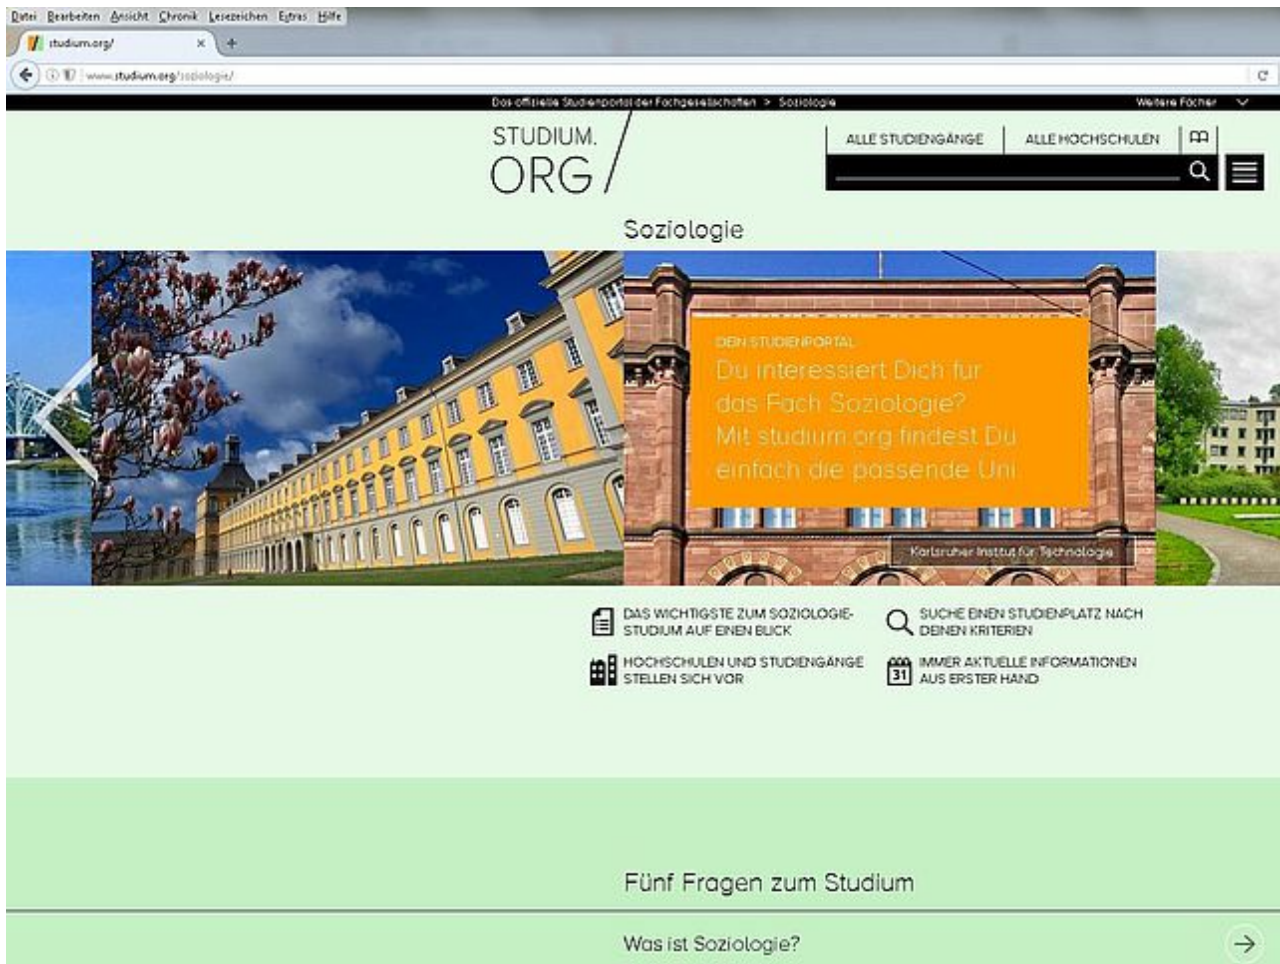 Datei Bearbeiten Ansicht Chronik Lesezeichen Extras Hilfe
studium.org/
www.studium.org/soziologie/
Das offizielle Studienportal der Fachgesellschaften > Soziologie
Weitere Fächer
STUDIUM.
ORG
ALLE STUDIENGÄNGE
ALLE HOCHSCHULEN
Soziologie
DEIN STUDIENPORTAL
Du interessiert Dich für
das Fach Soziologie?
Mit studium.org findest Du
einfach die passende Uni.
Karlsruher Institut für Technologie
DAS WICHTIGSTE ZUM SOZIOLOGIE-
STUDIUM AUF EINEN BLICK
SUCHE EINEN STUDIENPLATZ NACH
DEINEN KRITERIEN
HOCHSCHULEN UND STUDIENGÄNGE
STELLEN SICH VOR
31
IMMER AKTUELLE INFORMATIONEN
AUS ERSTER HAND
Fünf Fragen zum Studium
Was ist Soziologie?